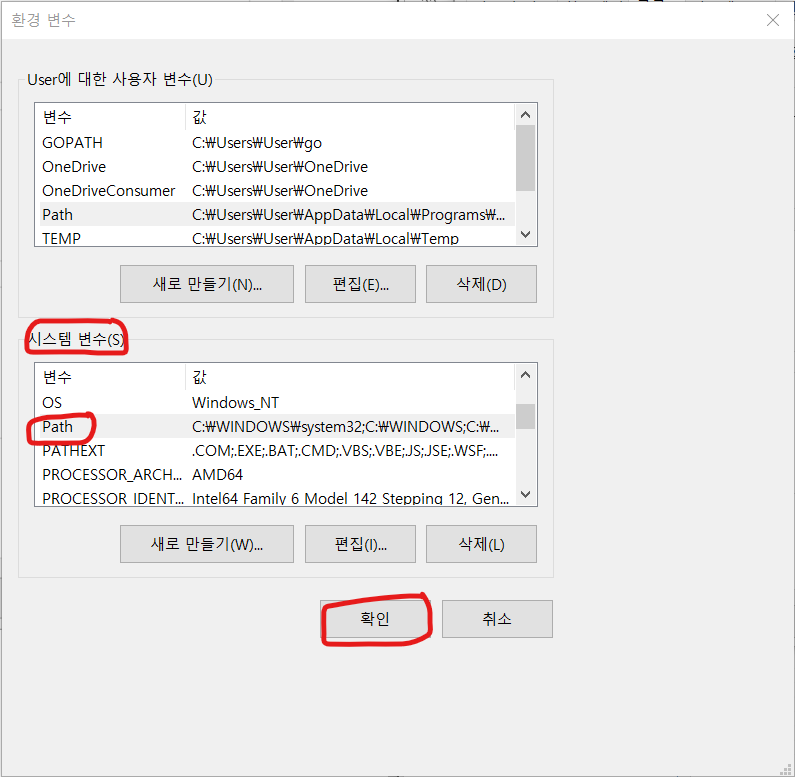 환경 변수
User에 대한 사용자 변수(U)
변수 값
GOPATH C:₩Users₩User₩go
OneDrive C:₩Users₩User₩OneDrive
OneDriveConsumer C:₩Users₩User₩OneDrive
Path C:₩Users₩User₩AppData₩Local₩Programs₩...
TEMP C:₩Users₩User₩AppData₩Local₩Temp
새로 만들기(N)... 편집(E)... 삭제(D)
시스템 변수(S)
변수 값
OS Windows_NT
Path C:₩WINDOWS₩system32;C:₩WINDOWS;C:₩...
PATHEXT .COM;.EXE;.BAT;.CMD;.VBS;.VBE;.JS;.JSE;.WSF;....
PROCESSOR_ARCH... AMD64
PROCESSOR_IDENT... Intel64 Family 6 Model 142 Stepping 12, Gen...
새로 만들기(W)... 편집(I)... 삭제(L)
확인 취소